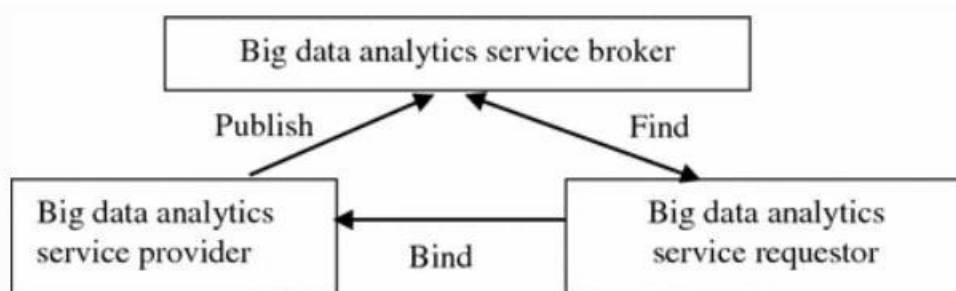 Big data analytics service broker
Publish
Find
Big data analytics
service provider
Bind
Big data analytics
service requestor